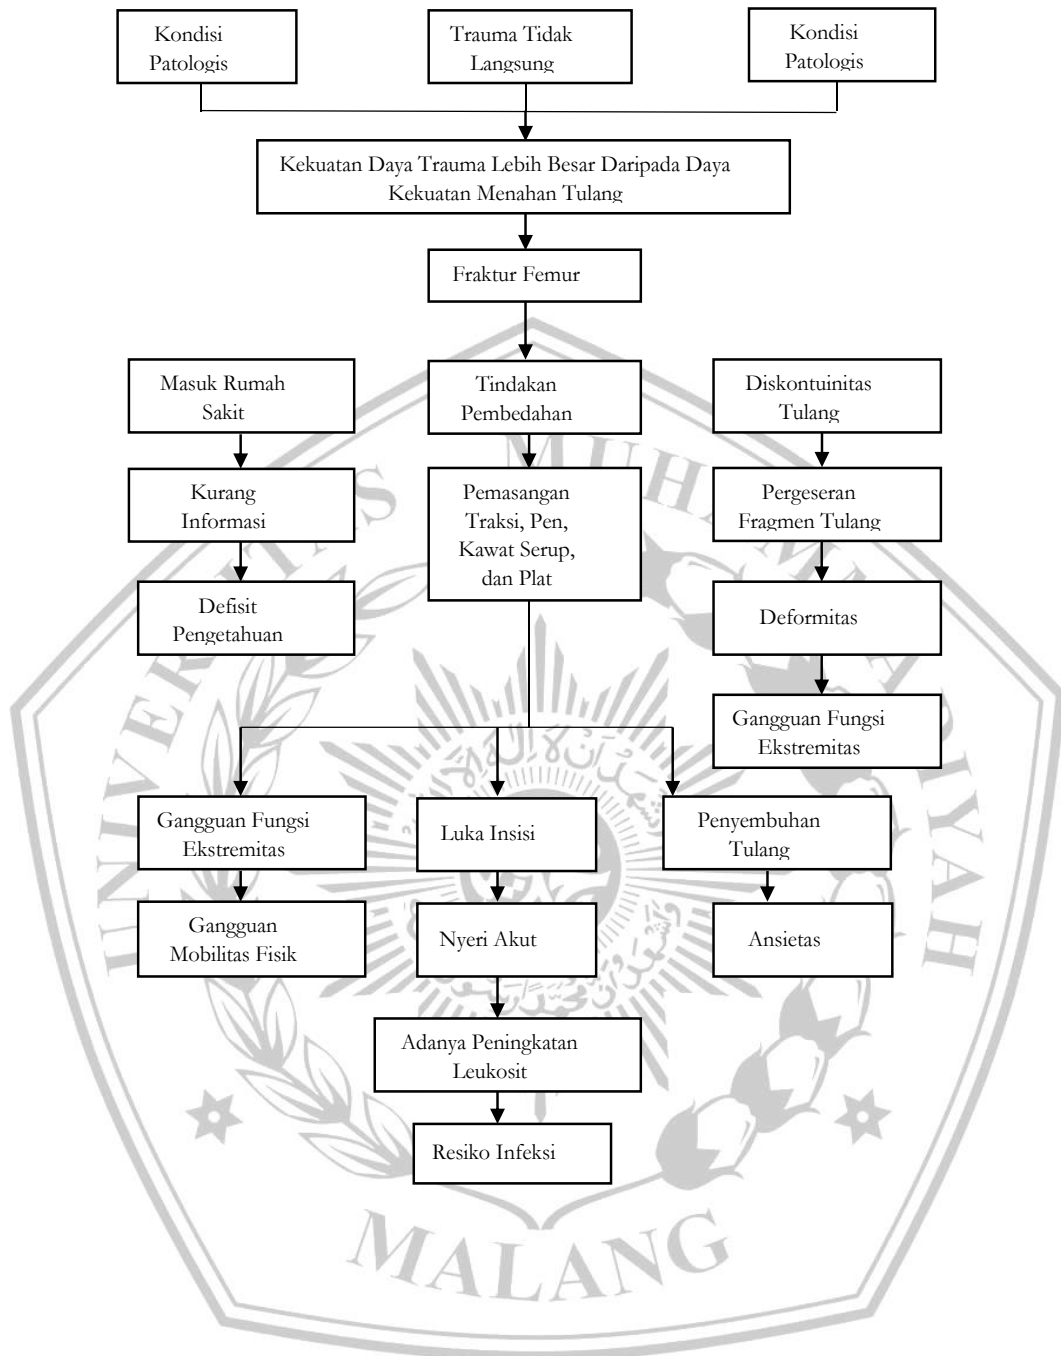 Kondisi
Patologis
Trauma Tidak
Langsung
Kondisi
Patologis
Kekuatan Daya Trauma Lebih Besar Daripada Daya
Kekuatan Menahan Tulang
Fraktur Femur
Masuk Rumah
Sakit
Tindakan
Pembedahan
Diskontuinitas
Tulang
Kurang
Informasi
Pemasangan
Traksi, Pen,
Kawat Serup,
dan Plat
Pergeseran
Fragmen Tulang
Defisit
Pengetahuan
Deformitas
Gangguan Fungsi
Ekstremitas
Gangguan Fungsi
Ekstremitas
Luka Insisi
Penyembuhan
Tulang
Gangguan
Mobilitas Fisik
Nyeri Akut
Ansietas
Adanya Peningkatan
Leukosit
Resiko Infeksi
UNIVERSITAS MUHAMMADIYAH
MALANG